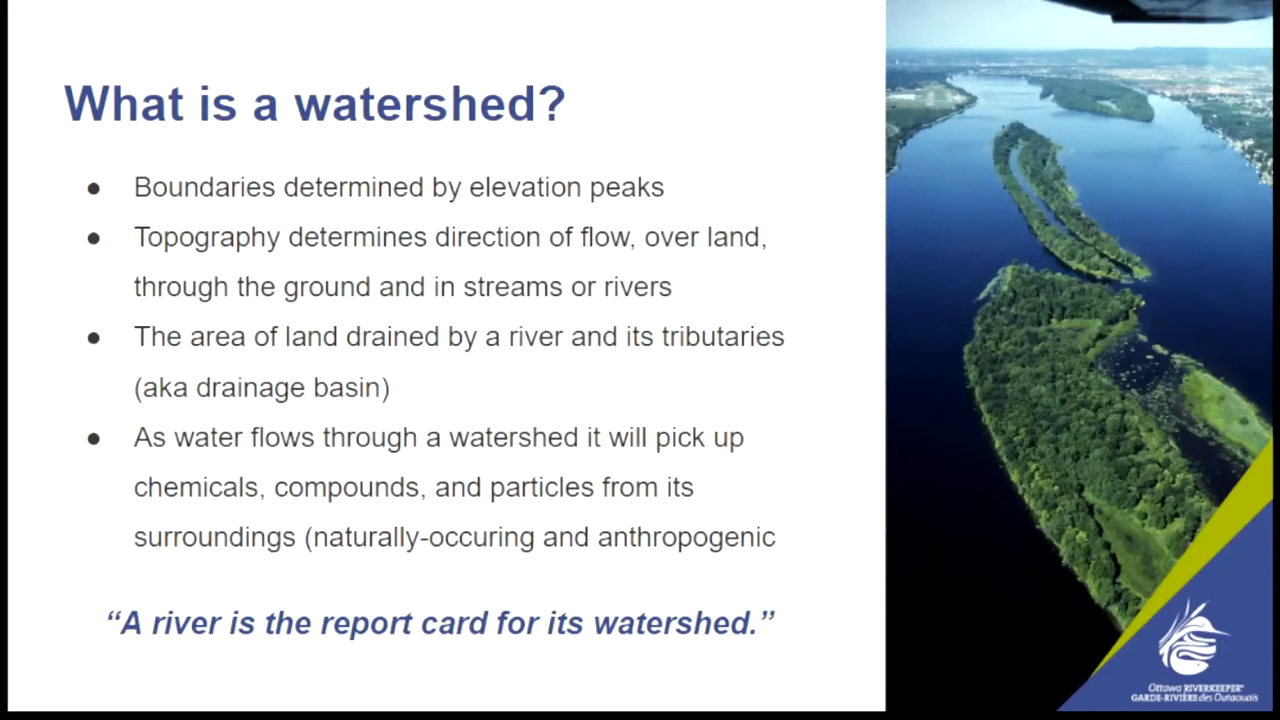 What is a watershed?
● Boundaries determined by elevation peaks
● Topography determines direction of flow, over land,
through the ground and in streams or rivers
● The area of land drained by a river and its tributaries
(aka drainage basin)
● As water flows through a watershed it will pick up
chemicals, compounds, and particles from its
surroundings (naturally-occuring and anthropogenic
“A river is the report card for its watershed.”
Ottawa RIVERKEEPER®
GARDE-RIVIÈRE des Outaouais